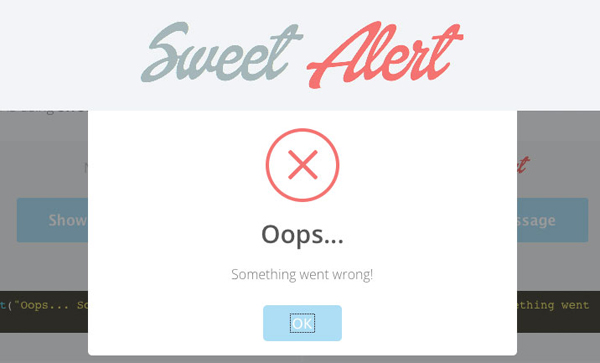 Sweet Alert
Oops...
Something went wrong!
Show
ssage
OK
t("Oops... So
ething went